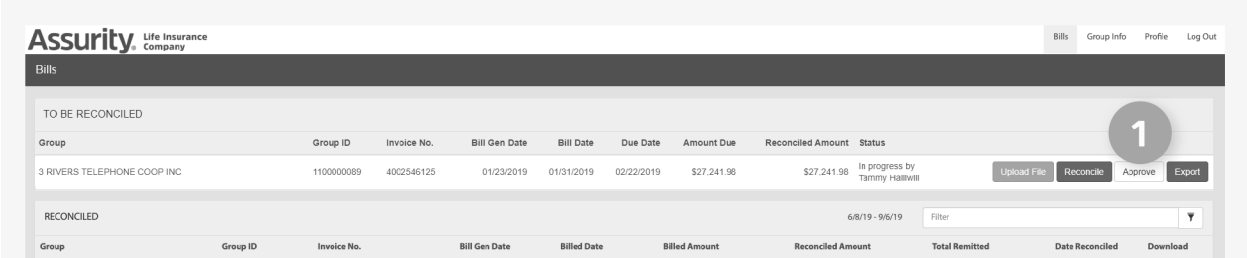 Assurity® Life Insurance Company
Bills Group Info Profile Log Out
Bills
TO BE RECONCILED
1
Group Group ID Invoice No. Bill Gen Date Bill Date Due Date Amount Due Reconciled Amount Status
3 RIVERS TELEPHONE COOP INC 1100000089 4002546125 01/23/2019 01/31/2019 02/22/2019 $27.241.98 $27.241.98 In progress by Tammy Halliwill Upload File Reconcile Approve Export
RECONCILED 6/8/19 - 9/6/19 Filter
Group Group ID Invoice No. Bill Gen Date Billed Date Billed Amount Reconciled Amount Total Remitted Date Reconciled Download